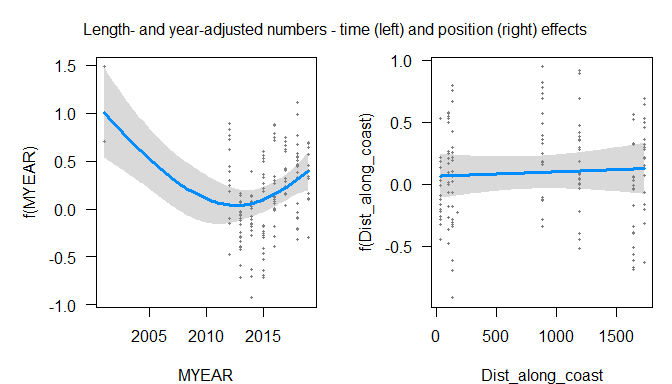 Length- and year-adjusted numbers - time (left) and position (right) effects
f(MYEAR)
1.5
1.0
0.5
0.0
-0.5
-1.0
2005 2010 2015
MYEAR
f(Dist_along_coast)
1.0
0.5
0.0
-0.5
0 500 1000 1500
Dist_along_coast